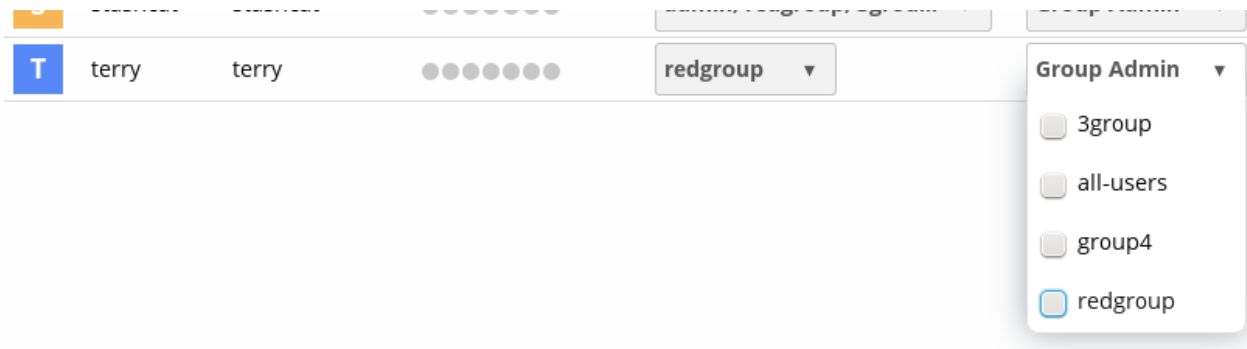 T terry terry ●●●●●●● redgroup ▼ Group Admin ▼
3group
all-users
group4
redgroup